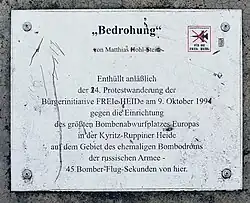 „Bedrohung"
von Matthias Hohl-Stein
Enthüllt anläßlich
der 24. Protestwanderung der
Bürgerinitiative FREIe HEIDe am 9. Oktober 1994
gegen die Einrichtung
des größten Bombenabwurfplatzes Europas
in der Kyritz-Ruppiner Heide
auf dem Gebiet des ehemaligen Bombodroms
der russischen Armee -
45 Bomber-Flug-Sekunden von hier.